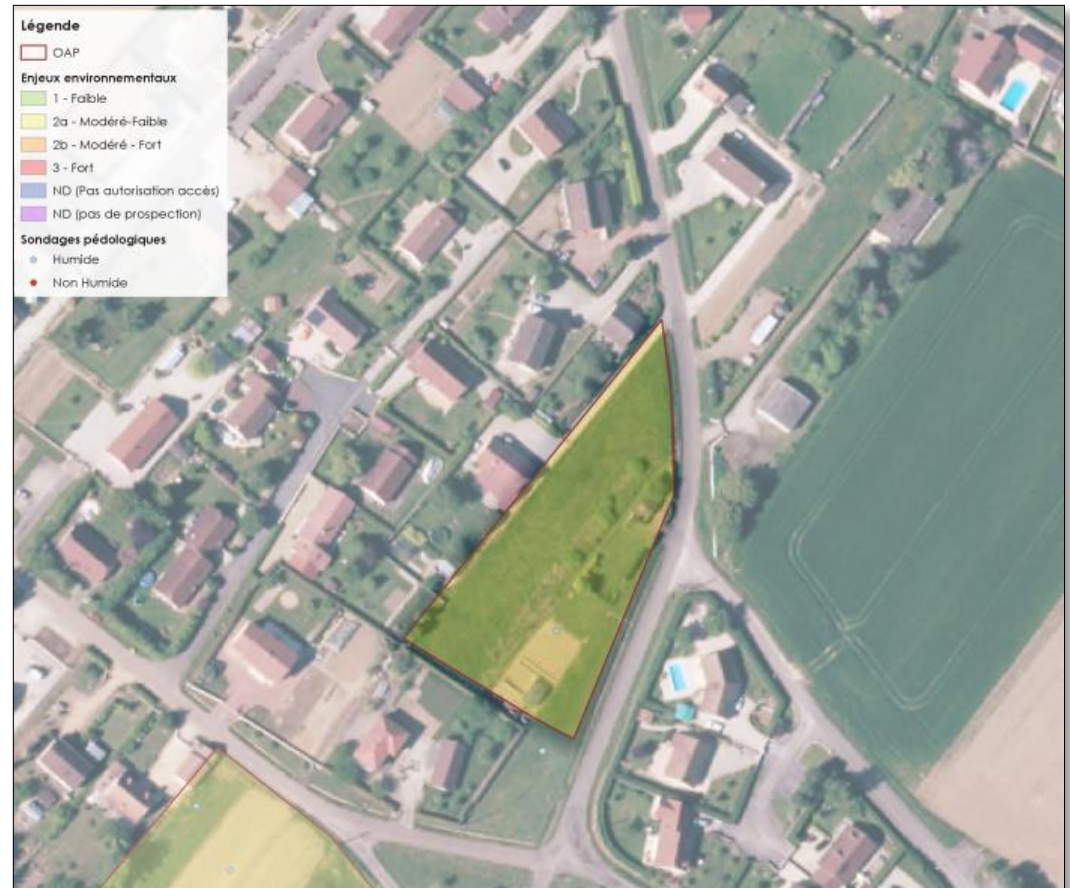 Légende
OAP
Enjeux environnementaux
1 - Faible
2a - Modéré-Faible
2b - Modéré - Fort
3 - Fort
ND (Pas autorisation accès)
ND (pas de prospection)
Sondages pédologiques
Humide
Non Humide